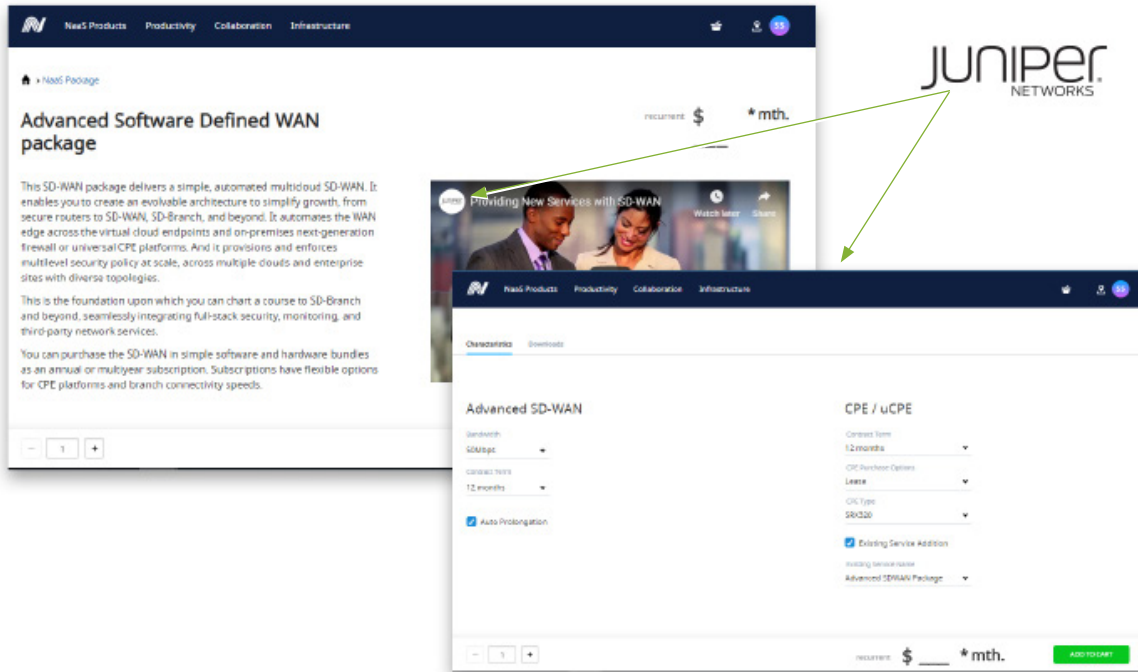 NaaS Products Productivity Collaboration Infrastructure
SS
NaaS Package
Advanced Software Defined WAN
package
recurrent $ * mth.
This SD-WAN package delivers a simple, automated multicloud SD-WAN. It
enables you to create an evolvable architecture to simplify growth, from
secure routers to SD-WAN, SD-Branch, and beyond. It automates the WAN
edge across the virtual cloud endpoints and on-premises next-generation
firewall or universal CPE platforms. And it provisions and enforces
multilevel security policy at scale, across multiple clouds and enterprise
sites with diverse topologies.
This is the foundation upon which you can chart a course to SD-Branch
and beyond, seamlessly integrating full-stack security, monitoring, and
third-party network services.
You can purchase the SD-WAN in simple software and hardware bundles
as an annual or multiyear subscription. Subscriptions have flexible options
for CPE platforms and branch connectivity speeds.
− 1 +
JUNIPER
Providing New Services with SD-WAN
Watch later Share
JUNIPer
NETWORKS
NaaS Products Productivity Collaboration Infrastructure
SS
Characteristics Downloads
Advanced SD-WAN
Bandwidth
50Mbps
Contract Term
12 months
Auto Prolongation
CPE / uCPE
Contract Term
12 months
CPE Purchase Options
Lease
CPE Type
SRX320
Existing Service Addition
Existing Service Name
Advanced SDWAN Package
− 1 +
recurrent $ ___ * mth.
ADD TO CART